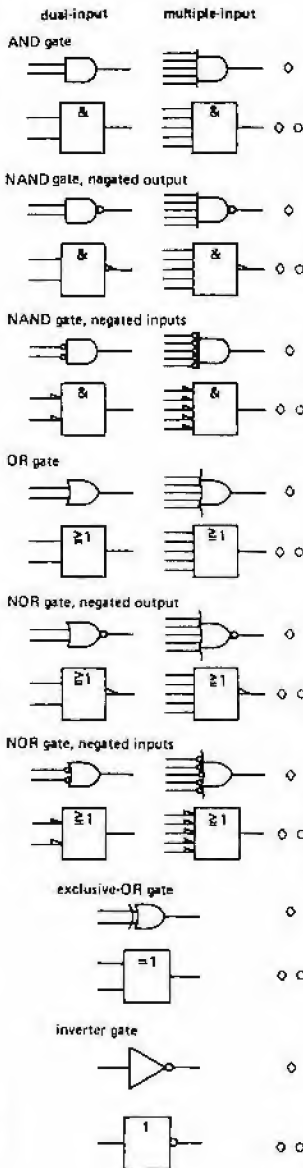 dual-input multiple-input
AND gate
& &
NAND gate, nagated output
& &
NAND gate, negated inputs
& &
OR gate
≧1 ≧1
NOR gate, negated output
≧1 ≧1
NOR gate, negated inputs
≧1 ≧1
exclusive-OR gate
=1
inverter gate
1